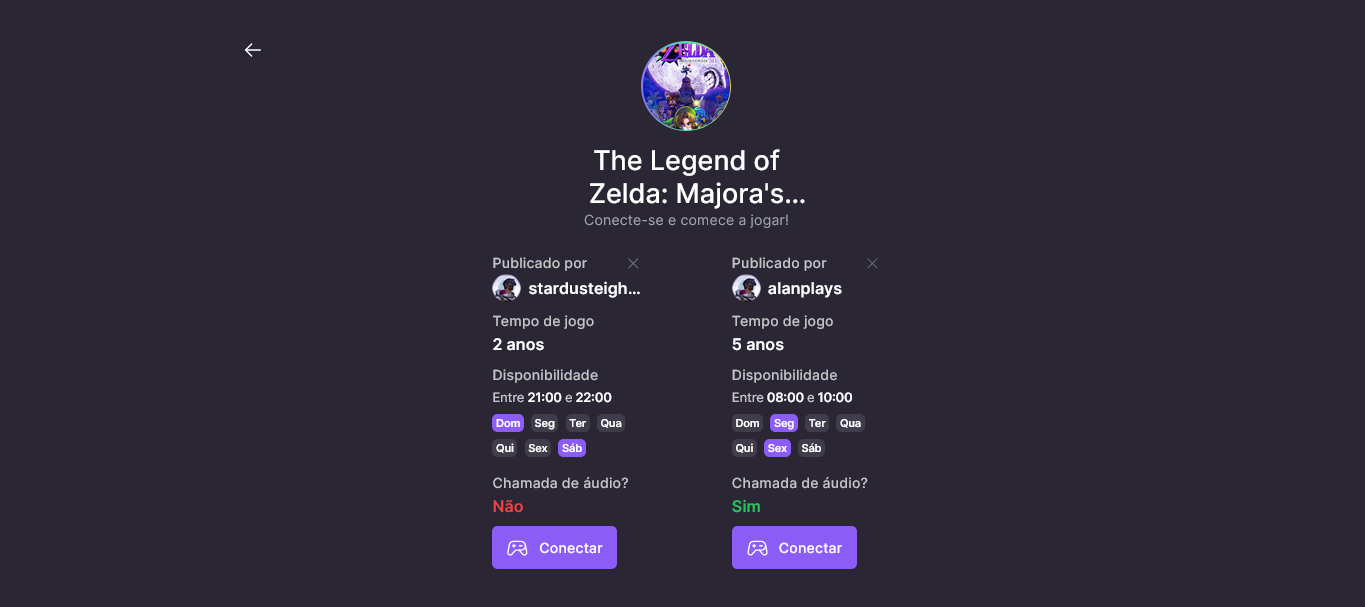 ZELDA
The Legend of
Zelda: Majora's...
Conecte-se e comece a jogar!
Publicado por
stardusteigh...
Tempo de jogo
2 anos
Disponibilidade
Entre 21:00 e 22:00
Dom Seg Ter Qua
Qui Sex Sáb
Chamada de áudio?
Não
Conectar
Publicado por
alanplays
Tempo de jogo
5 anos
Disponibilidade
Entre 08:00 e 10:00
Dom Seg Ter Qua
Qui Sex Sáb
Chamada de áudio?
Sim
Conectar